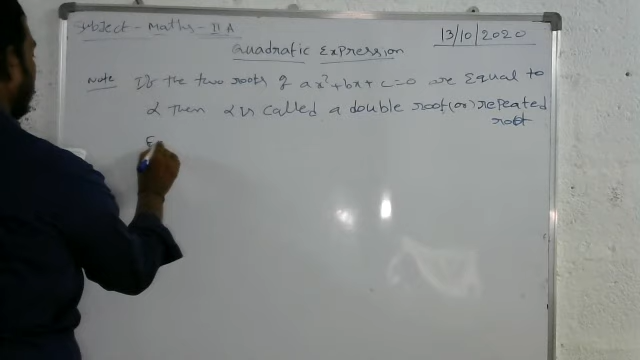 Subject - Maths - II A
13/10/2020
Quadratic Expression
Note If the two roots of ax²+bx+c=0 are Equal to
α Then α is called a double root (or) repeated
root